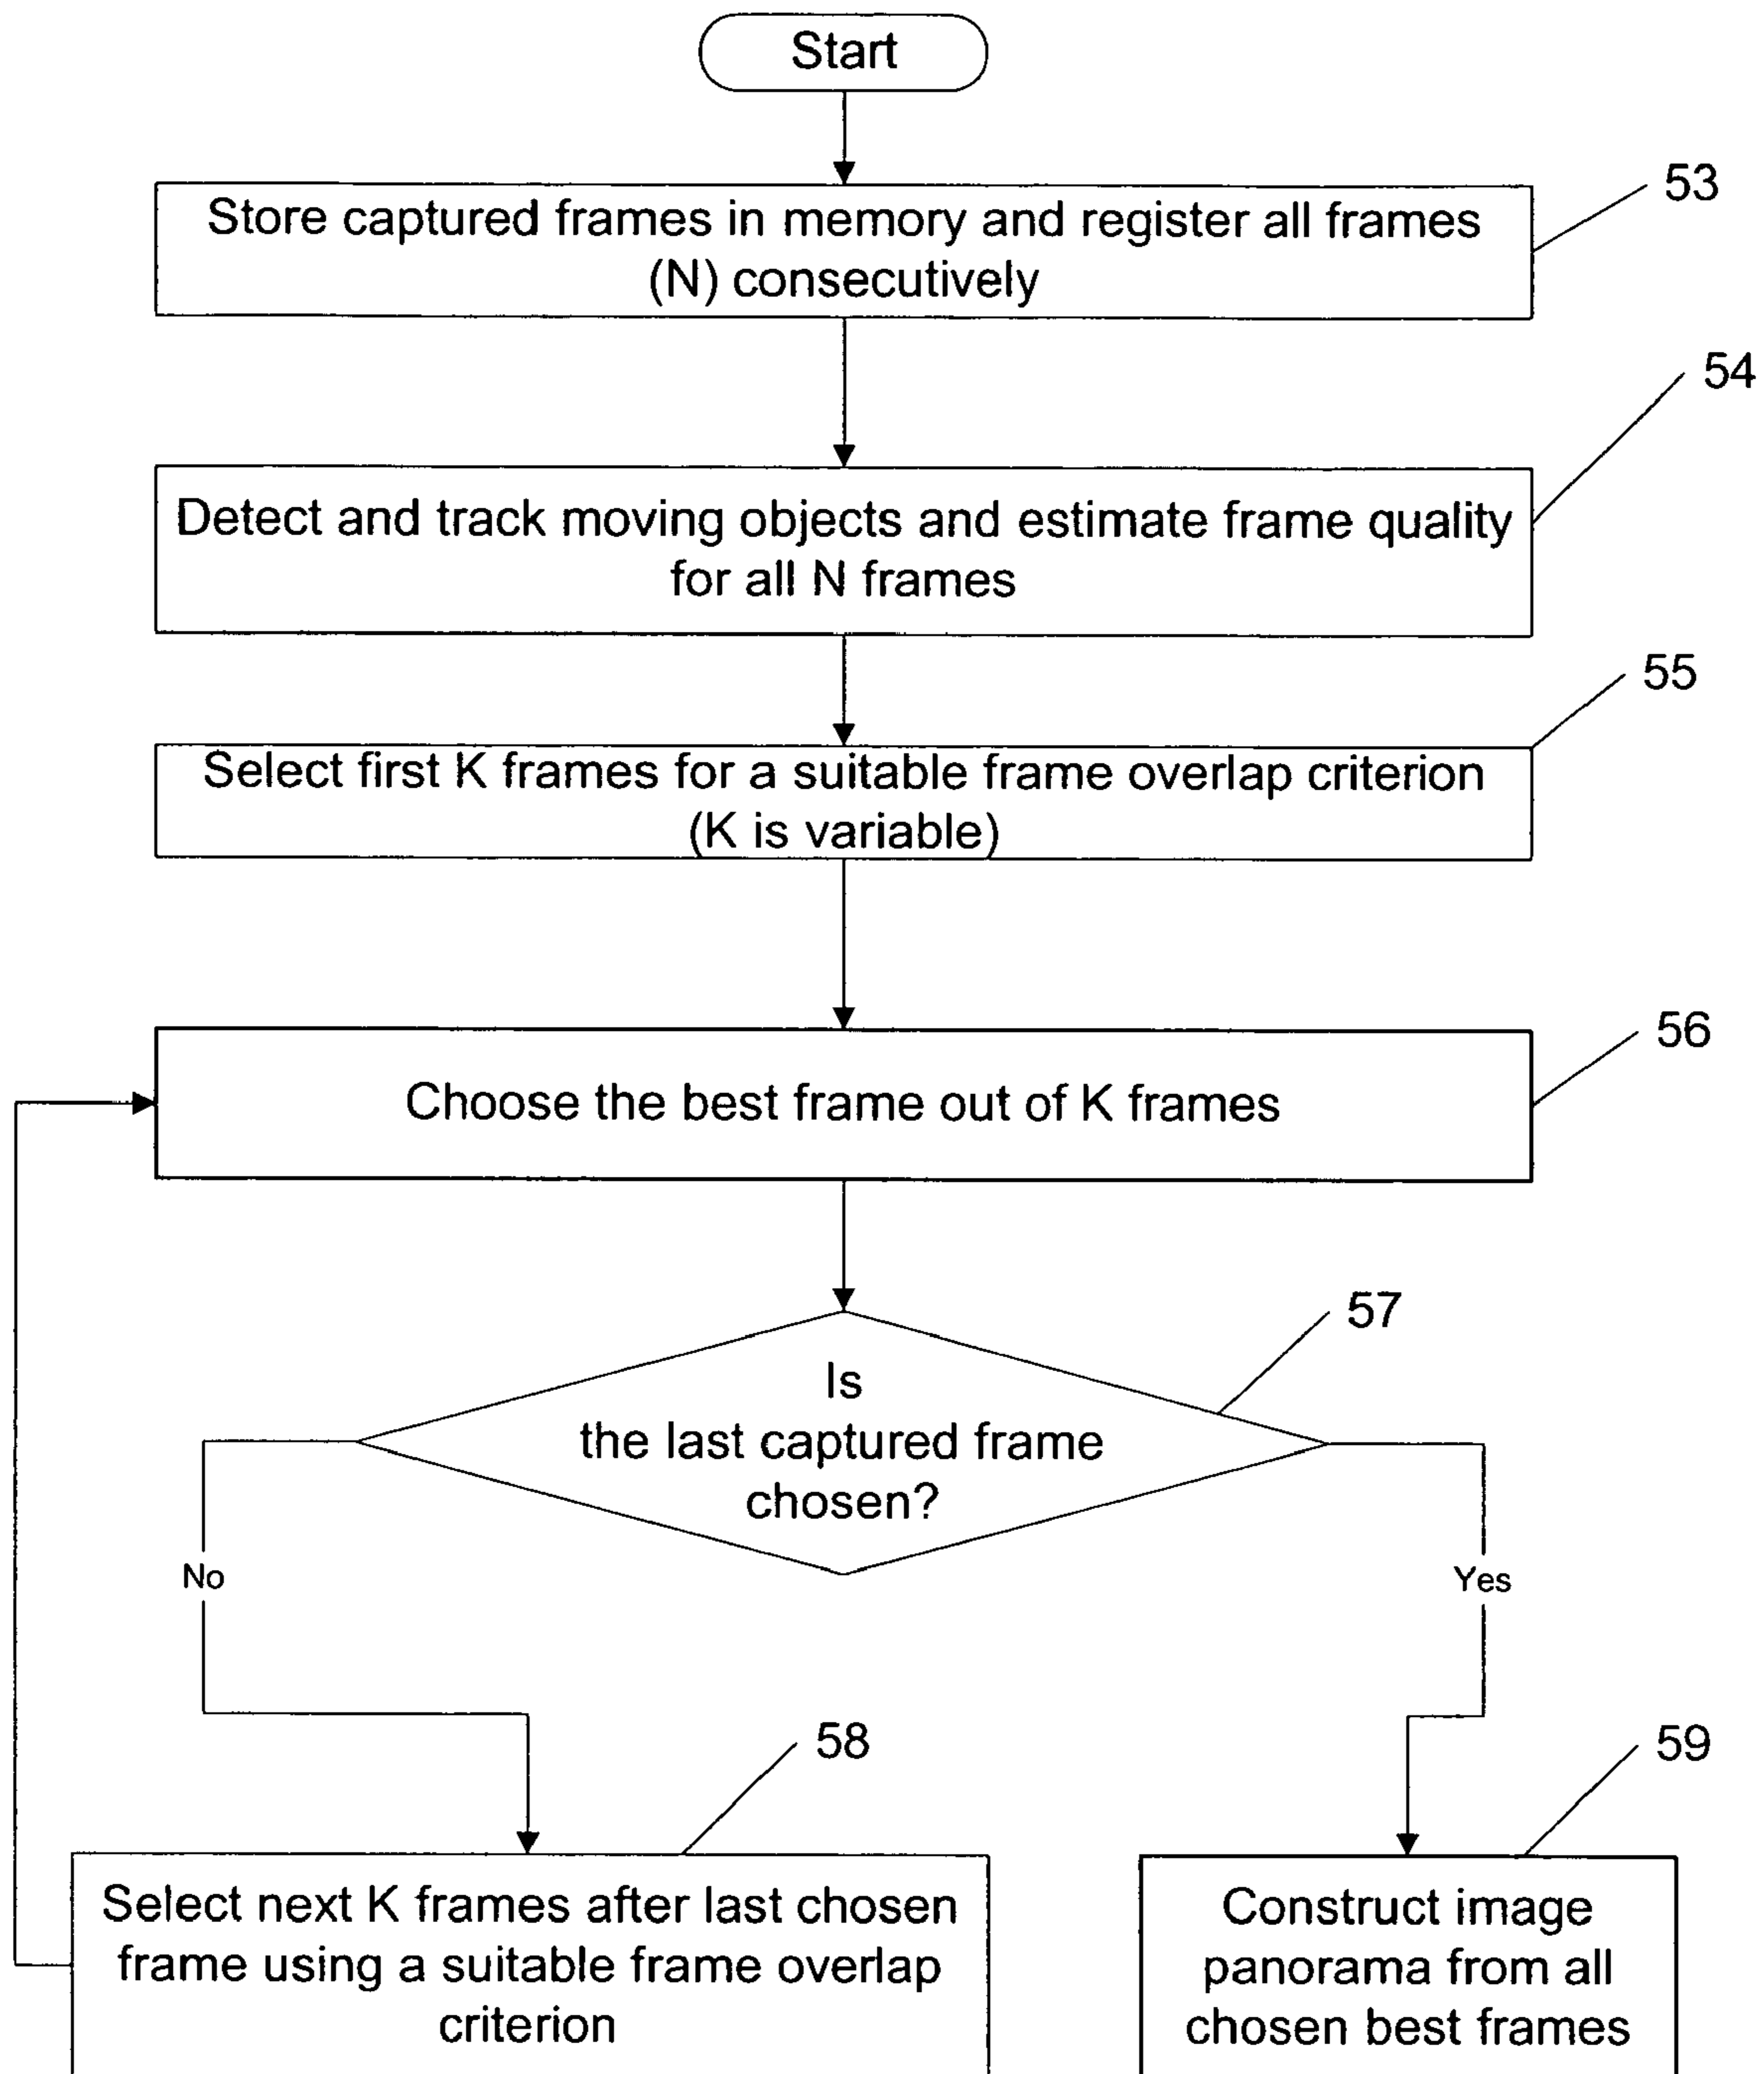 Start
53
Store captured frames in memory and register all frames
(N) consecutively
54
Detect and track moving objects and estimate frame quality
for all N frames
55
Select first K frames for a suitable frame overlap criterion
(K is variable)
56
Choose the best frame out of K frames
57
Is
the last captured frame
chosen?
No
Yes
58
59
Select next K frames after last chosen
frame using a suitable frame overlap
criterion
Construct image
panorama from all
chosen best frames